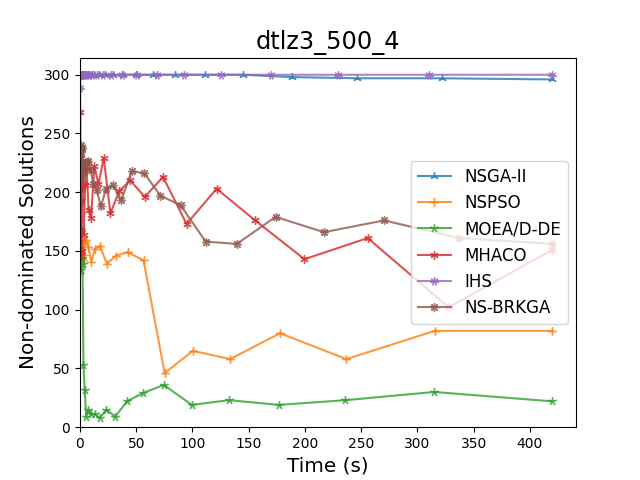 dtlz3_500_4
Non-dominated Solutions
300
250
200
150
100
50
0
0 50 100 150 200 250 300 350 400
Time (s)
NSGA-II
NSPSO
MOEA/D-DE
MHACO
IHS
NS-BRKGA